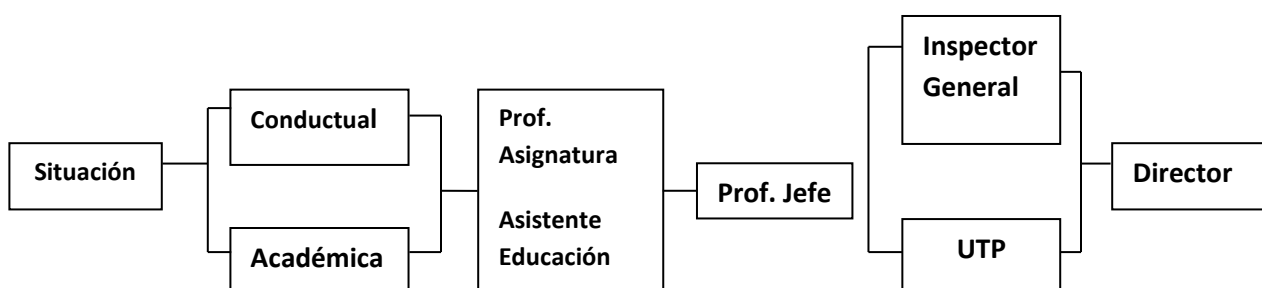 Situación
Conductual
Académica
Prof.
Asignatura
Asistente
Educación
Prof. Jefe
Inspector
General
UTP
Director